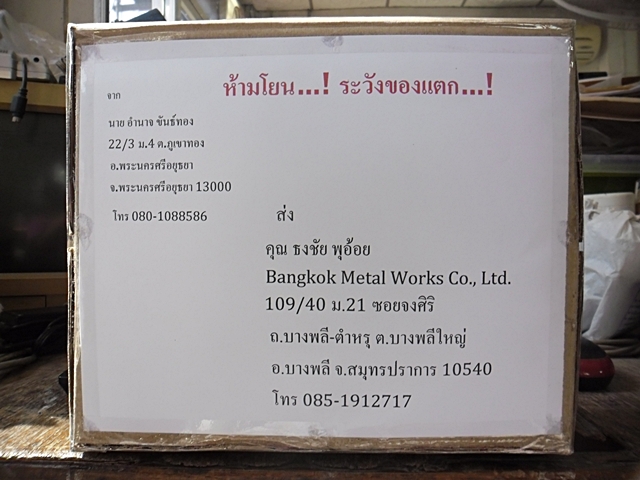 ห้ามโยน...! ระวังของแตก...!
จาก
นาย อำนาจ ขันธ์ทอง
22/3 ม.4 ต.ภูเขาทอง
อ.พระนครศรีอยุธยา
จ.พระนครศรีอยุธยา 13000
โทร 080-1088586
ส่ง
คุณ ธงชัย พุอ้อย
Bangkok Metal Works Co., Ltd.
109/40 ม.21 ซอยจงศิริ
ถ.บางพลี-ตำหรุ ต.บางพลีใหญ่
อ.บางพลี จ.สมุทรปราการ 10540
โทร 085-1912717